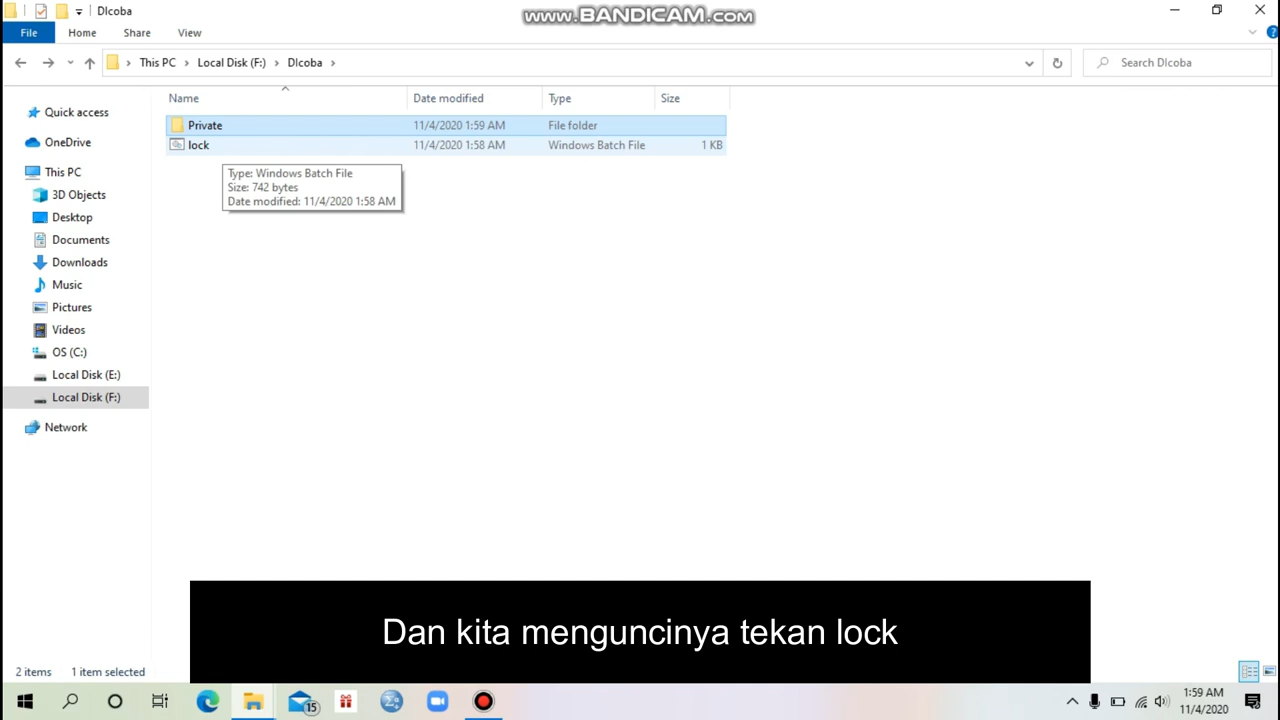 DIcoba
www.BANDICAM.com
File Home Share View
This PC Local Disk (F:) DIcoba
Search DIcoba
Name Date modified Type Size
Private 11/4/2020 1:59 AM File folder
lock 11/4/2020 1:58 AM Windows Batch File 1 KB
Type: Windows Batch File
Size: 742 bytes
Date modified: 11/4/2020 1:58 AM
Quick access
OneDrive
This PC
3D Objects
Desktop
Documents
Downloads
Music
Pictures
Videos
OS (C:)
Local Disk (E:)
Local Disk (F:)
Network
Dan kita menguncinya tekan lock
2 items 1 item selected
15
1:59 AM
11/4/2020